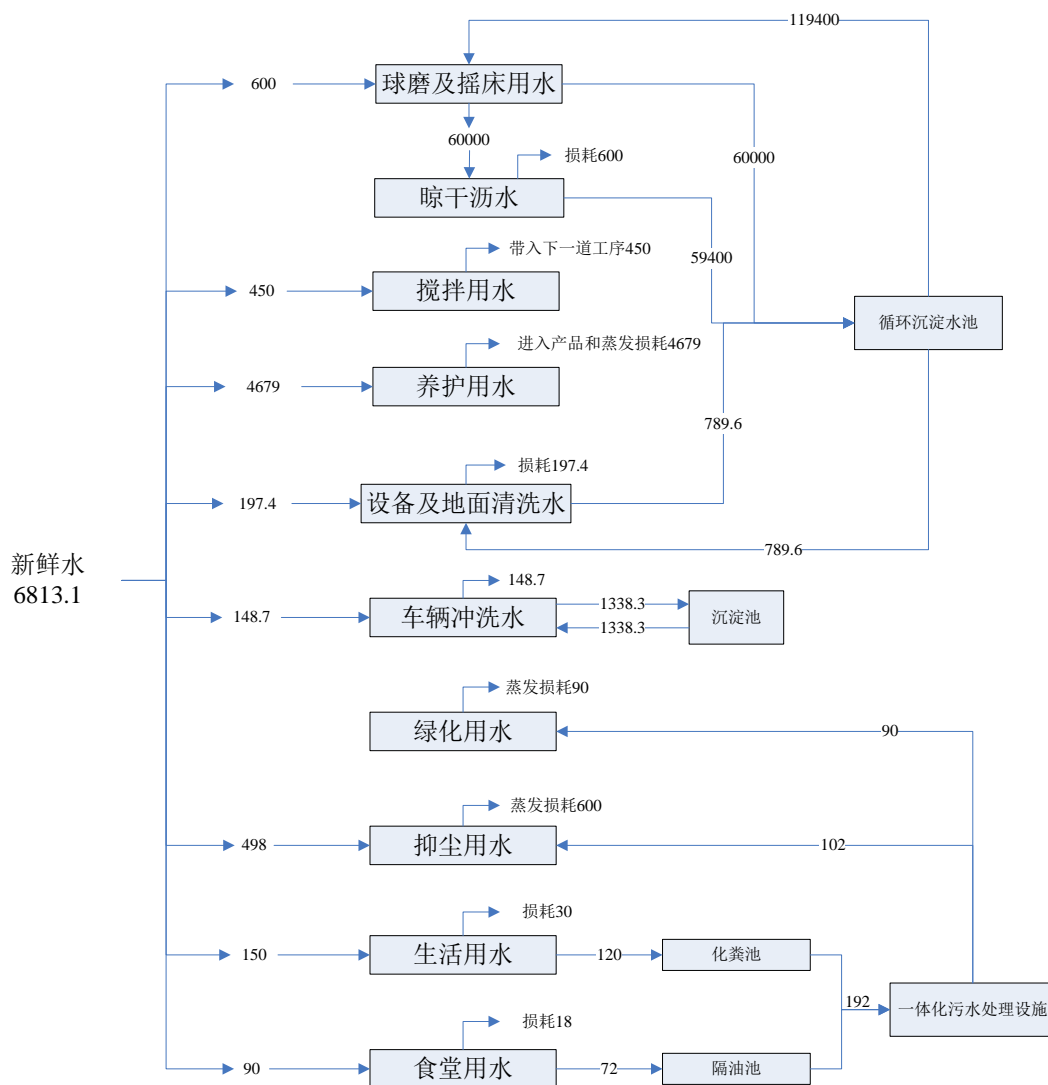 119400
600
球磨及摇床用水
60000
60000
损耗600
晾干沥水
59400
带入下一道工序450
450
搅拌用水
循环沉淀水池
进入产品和蒸发损耗4679
4679
养护用水
789.6
损耗197.4
197.4
设备及地面清洗水
789.6
新鲜水
6813.1
148.7
148.7
车辆冲洗水
1338.3
1338.3
沉淀池
蒸发损耗90
绿化用水
90
蒸发损耗600
498
抑尘用水
102
损耗30
150
生活用水
120
化粪池
192
一体化污水处理设施
损耗18
90
食堂用水
72
隔油池